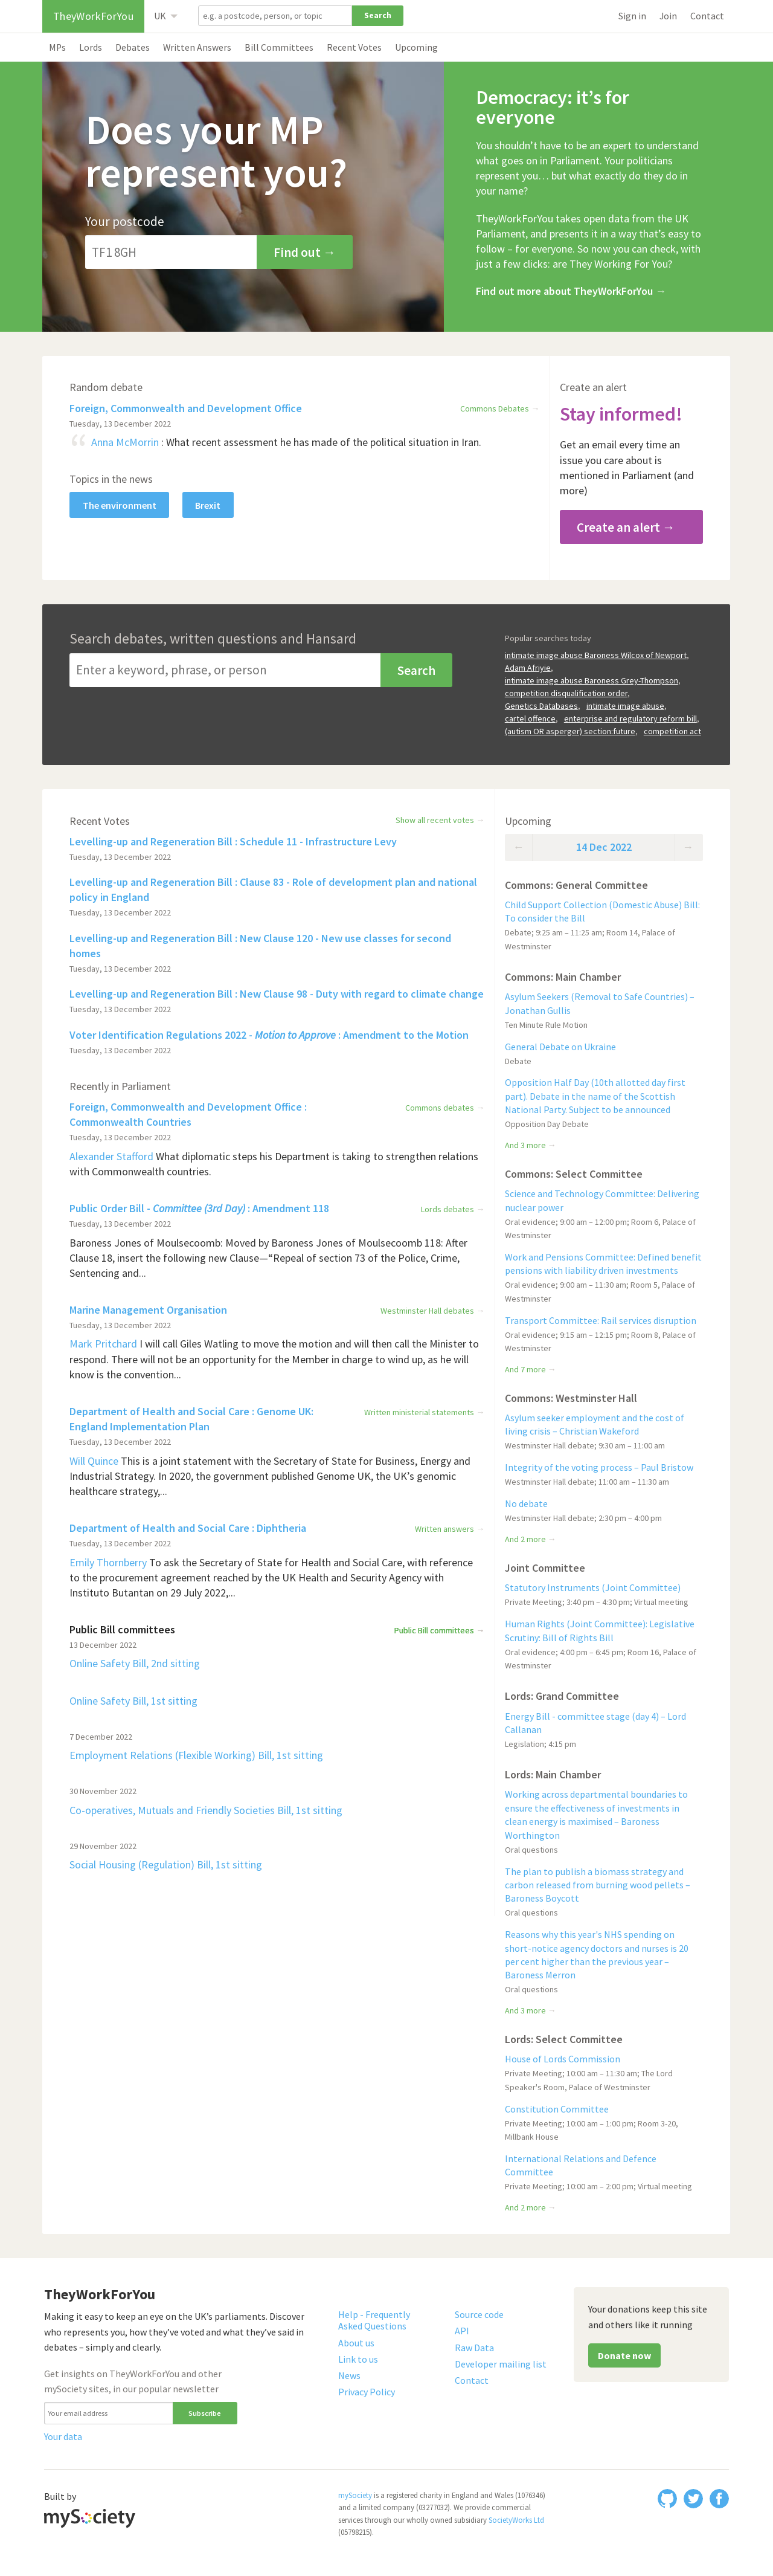 TheyWorkForYou
UK
e.g. a postcode, person, or topic
Search
Sign in
Join
Contact
MPs
Lords
Debates
Written Answers
Bill Committees
Recent Votes
Upcoming
Does your MP
represent you?
Your postcode
TF1 8GH
Find out →
Democracy: it’s for
everyone
You shouldn’t have to be an expert to understand
what goes on in Parliament. Your politicians
represent you… but what exactly do they do in
your name?
TheyWorkForYou takes open data from the UK
Parliament, and presents it in a way that’s easy to
follow – for everyone. So now you can check, with
just a few clicks: are They Working For You?
Find out more about TheyWorkForYou →
Random debate
Foreign, Commonwealth and Development Office
Commons Debates →
Tuesday, 13 December 2022
“ Anna McMorrin : What recent assessment he has made of the political situation in Iran.
Topics in the news
The environment
Brexit
Create an alert
Stay informed!
Get an email every time an
issue you care about is
mentioned in Parliament (and
more)
Create an alert →
Search debates, written questions and Hansard
Enter a keyword, phrase, or person
Search
Popular searches today
intimate image abuse Baroness Wilcox of Newport,
Adam Afriyie,
intimate image abuse Baroness Grey-Thompson,
competition disqualification order,
Genetics Databases, intimate image abuse,
cartel offence, enterprise and regulatory reform bill,
(autism OR asperger) section:future, competition act
Recent Votes
Show all recent votes →
Levelling-up and Regeneration Bill : Schedule 11 - Infrastructure Levy
Tuesday, 13 December 2022
Levelling-up and Regeneration Bill : Clause 83 - Role of development plan and national
policy in England
Tuesday, 13 December 2022
Levelling-up and Regeneration Bill : New Clause 120 - New use classes for second
homes
Tuesday, 13 December 2022
Levelling-up and Regeneration Bill : New Clause 98 - Duty with regard to climate change
Tuesday, 13 December 2022
Voter Identification Regulations 2022 - Motion to Approve : Amendment to the Motion
Tuesday, 13 December 2022
Recently in Parliament
Foreign, Commonwealth and Development Office :
Commonwealth Countries
Commons debates →
Tuesday, 13 December 2022
Alexander Stafford What diplomatic steps his Department is taking to strengthen relations
with Commonwealth countries.
Public Order Bill - Committee (3rd Day) : Amendment 118
Lords debates →
Tuesday, 13 December 2022
Baroness Jones of Moulsecoomb: Moved by Baroness Jones of Moulsecoomb 118: After
Clause 18, insert the following new Clause—“Repeal of section 73 of the Police, Crime,
Sentencing and...
Marine Management Organisation
Westminster Hall debates →
Tuesday, 13 December 2022
Mark Pritchard I will call Giles Watling to move the motion and will then call the Minister to
respond. There will not be an opportunity for the Member in charge to wind up, as he will
know is the convention...
Department of Health and Social Care : Genome UK:
England Implementation Plan
Written ministerial statements →
Tuesday, 13 December 2022
Will Quince This is a joint statement with the Secretary of State for Business, Energy and
Industrial Strategy. In 2020, the government published Genome UK, the UK’s genomic
healthcare strategy,...
Department of Health and Social Care : Diphtheria
Written answers →
Tuesday, 13 December 2022
Emily Thornberry To ask the Secretary of State for Health and Social Care, with reference
to the procurement agreement reached by the UK Health and Security Agency with
Instituto Butantan on 29 July 2022,...
Public Bill committees
Public Bill committees →
13 December 2022
Online Safety Bill, 2nd sitting
Online Safety Bill, 1st sitting
7 December 2022
Employment Relations (Flexible Working) Bill, 1st sitting
30 November 2022
Co-operatives, Mutuals and Friendly Societies Bill, 1st sitting
29 November 2022
Social Housing (Regulation) Bill, 1st sitting
Upcoming
← 14 Dec 2022 →
Commons: General Committee
Child Support Collection (Domestic Abuse) Bill:
To consider the Bill
Debate; 9:25 am – 11:25 am; Room 14, Palace of
Westminster
Commons: Main Chamber
Asylum Seekers (Removal to Safe Countries) –
Jonathan Gullis
Ten Minute Rule Motion
General Debate on Ukraine
Debate
Opposition Half Day (10th allotted day first
part). Debate in the name of the Scottish
National Party. Subject to be announced
Opposition Day Debate
And 3 more →
Commons: Select Committee
Science and Technology Committee: Delivering
nuclear power
Oral evidence; 9:00 am – 12:00 pm; Room 6, Palace of
Westminster
Work and Pensions Committee: Defined benefit
pensions with liability driven investments
Oral evidence; 9:00 am – 11:30 am; Room 5, Palace of
Westminster
Transport Committee: Rail services disruption
Oral evidence; 9:15 am – 12:15 pm; Room 8, Palace of
Westminster
And 7 more →
Commons: Westminster Hall
Asylum seeker employment and the cost of
living crisis – Christian Wakeford
Westminster Hall debate; 9:30 am – 11:00 am
Integrity of the voting process – Paul Bristow
Westminster Hall debate; 11:00 am – 11:30 am
No debate
Westminster Hall debate; 2:30 pm – 4:00 pm
And 2 more →
Joint Committee
Statutory Instruments (Joint Committee)
Private Meeting; 3:40 pm – 4:30 pm; Virtual meeting
Human Rights (Joint Committee): Legislative
Scrutiny: Bill of Rights Bill
Oral evidence; 4:00 pm – 6:45 pm; Room 16, Palace of
Westminster
Lords: Grand Committee
Energy Bill - committee stage (day 4) – Lord
Callanan
Legislation; 4:15 pm
Lords: Main Chamber
Working across departmental boundaries to
ensure the effectiveness of investments in
clean energy is maximised – Baroness
Worthington
Oral questions
The plan to publish a biomass strategy and
carbon released from burning wood pellets –
Baroness Boycott
Oral questions
Reasons why this year's NHS spending on
short-notice agency doctors and nurses is 20
per cent higher than the previous year –
Baroness Merron
Oral questions
And 3 more →
Lords: Select Committee
House of Lords Commission
Private Meeting; 10:00 am – 11:30 am; The Lord
Speaker's Room, Palace of Westminster
Constitution Committee
Private Meeting; 10:00 am – 1:00 pm; Room 3-20,
Millbank House
International Relations and Defence
Committee
Private Meeting; 10:00 am – 2:00 pm; Virtual meeting
And 2 more →
TheyWorkForYou
Making it easy to keep an eye on the UK’s parliaments. Discover
who represents you, how they’ve voted and what they’ve said in
debates – simply and clearly.
Get insights on TheyWorkForYou and other
mySociety sites, in our popular newsletter
Your email address
Subscribe
Your data
Help - Frequently
Asked Questions
About us
Link to us
News
Privacy Policy
Source code
API
Raw Data
Developer mailing list
Contact
Your donations keep this site
and others like it running
Donate now
Built by
mySociety
mySociety is a registered charity in England and Wales (1076346)
and a limited company (03277032). We provide commercial
services through our wholly owned subsidiary SocietyWorks Ltd
(05798215).